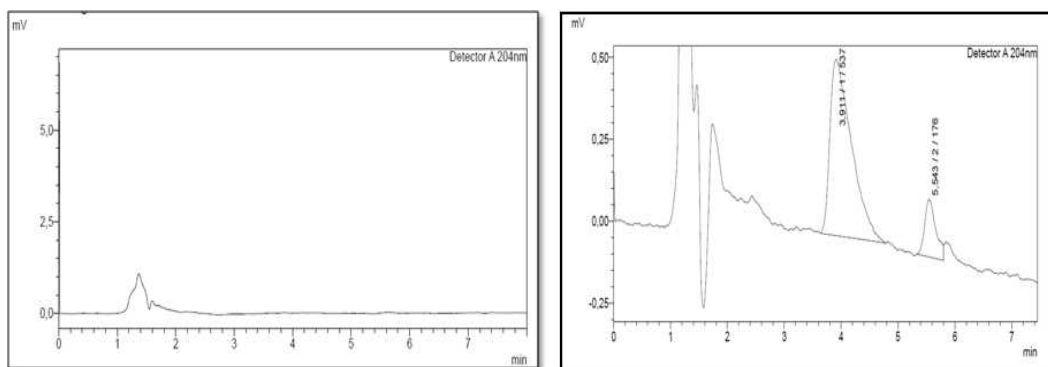 mV
Detector A 204nm
5,0
2,5
0,0
0 1 2 3 4 5 6 7
min
mV
Detector A 204nm
0,50
3,911 / 1 / 537
0,25
5,543 / 2 / 176
0,00
-0,25
0 1 2 3 4 5 6 7
min